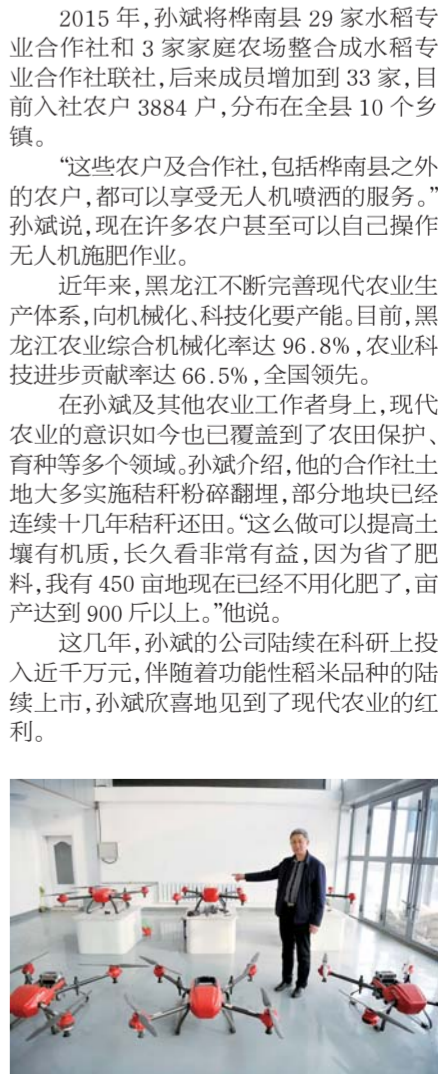 2015 年，孙斌将桦南县 29 家水稻专
业合作社和 3 家家庭农场整合成水稻专
业合作社联社，后来成员增加到 33 家，目
前入社农户 3884 户，分布在全县 10 个乡
镇。
“这些农户及合作社，包括桦南县之外
的农户，都可以享受无人机喷洒的服务。”
孙斌说，现在许多农户甚至可以自己操作
无人机施肥作业。
近年来，黑龙江不断完善现代农业生
产体系，向机械化、科技化要产能。目前，黑
龙江农业综合机械化率达 96.8%，农业科
技进步贡献率达 66.5%，全国领先。
在孙斌及其他农业工作者身上，现代
农业的意识如今也已覆盖到了农田保护、
育种等多个领域。孙斌介绍，他的合作社土
地大多实施秸秆粉碎翻埋，部分地块已经
连续十几年秸秆还田。“这么做可以提高土
壤有机质，长久看非常有益，因为省了肥
料，我有 450 亩地现在已经不用化肥了，亩
产达到 900 斤以上。”他说。
这几年，孙斌的公司陆续在科研上投
入近千万元，伴随着功能性稻米品种的陆
续上市，孙斌欣喜地见到了现代农业的红
利。